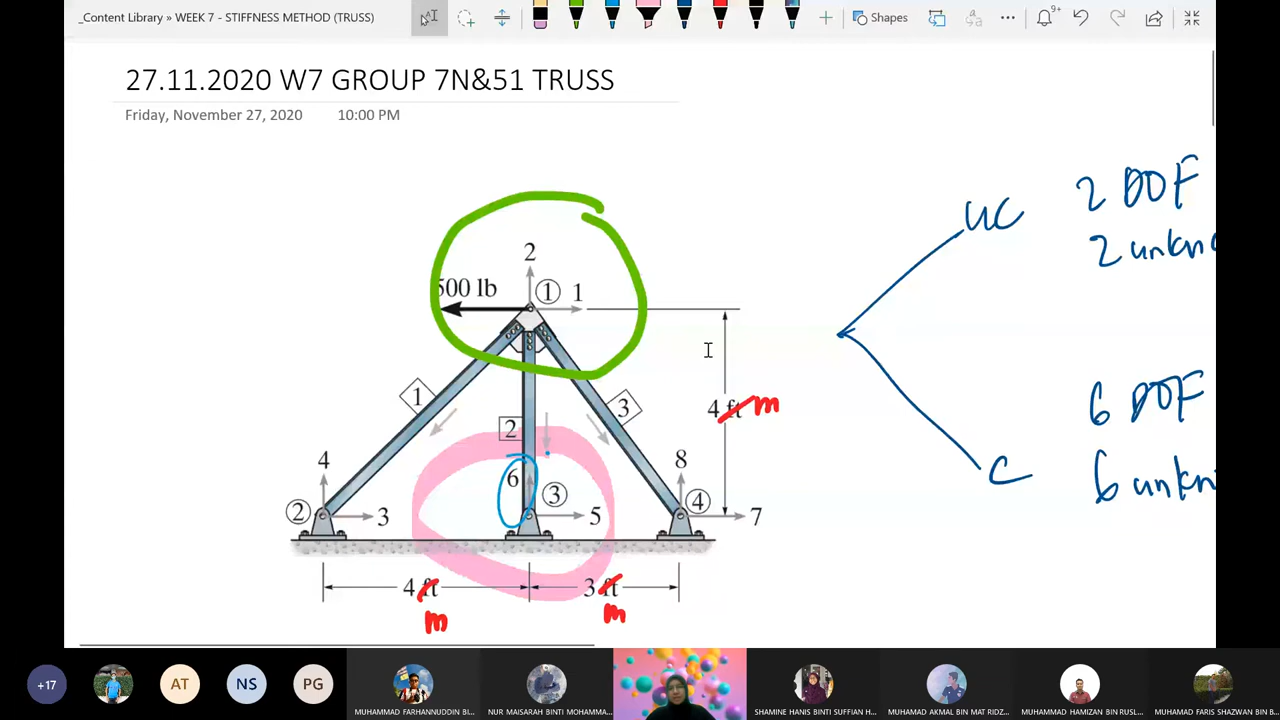 _Content Library » WEEK 7 - STIFFNESS METHOD (TRUSS)
Shapes
9+
27.11.2020 W7 GROUP 7N&51 TRUSS
Friday, November 27, 2020 10:00 PM
2 DOF
UC
2
2
500 lb
① 1
1
3
4 ft m
2
6 DOF
4
6
8
C
6
②
3
③
5
④
7
4 ft
3 ft
m
m
+17
AT
NS
PG
MUHAMMAD FARHANNUDDIN BI...
NUR MAISARAH BINTI MOHAMMA...
SHAMINE HANIS BINTI SUFFIAN H...
MUHAMAD AKMAL BIN MAT RIDZ...
MUHAMMAD HAMIZAN BIN RUSL...
MUHAMAD FARIS SHAZWAN BIN B...